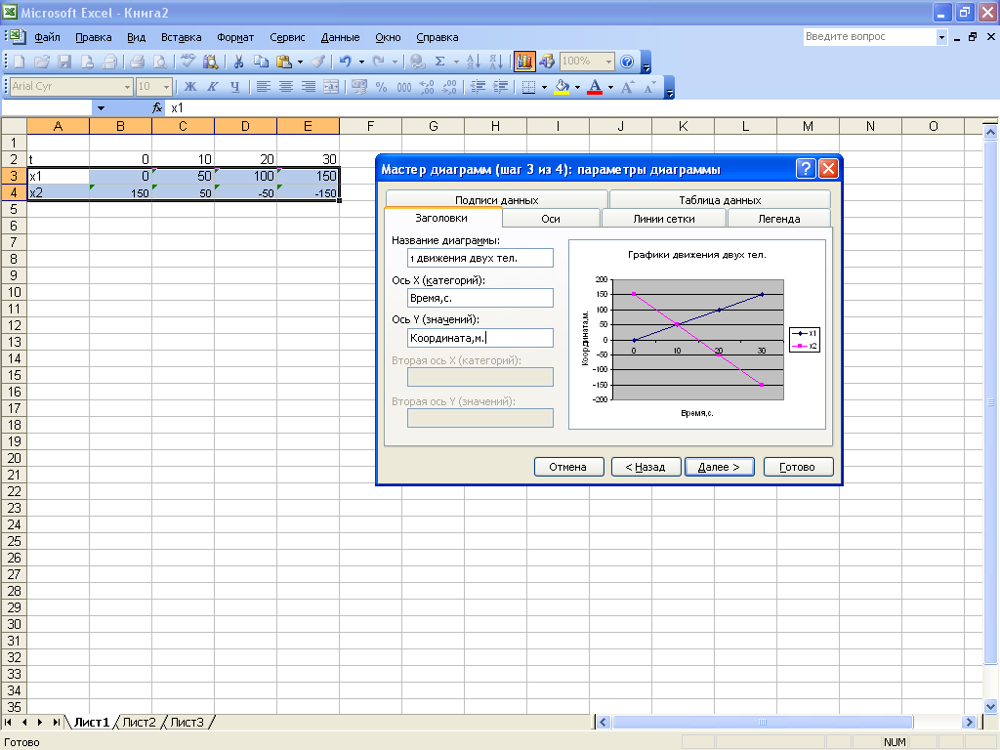 Microsoft Excel - Книга2
Файл Правка Вид Вставка Формат Сервис Данные Окно Справка
Введите вопрос
100%
Arial Cyr 10 Ж К Ч % 000
fx x1
A B C D E F G H I J K L M N O
1
2 t 0 10 20 30
3 x1 0 50 100 150
4 x2 150 50 -50 -150
5
6
7
8
9
10
11
12
13
14
15
16
17
18
19
20
21
22
23
24
25
26
27
28
29
30
31
32
33
34
35
Мастер диаграмм (шаг 3 из 4): параметры диаграммы
Подписи данных Таблица данных
Заголовки Оси Линии сетки Легенда
Название диаграммы:
движения двух тел.
Ось X (категорий):
Время,с.
Ось Y (значений):
Координата,м.
Вторая ось X (категорий):
Вторая ось Y (значений):
Графики движения двух тел.
200
150
100
50
0
-50
-100
-150
-200
0 10 20 30
Координата,м.
Время,с.
x1
x2
Отмена < Назад Далее > Готово
Лист1 Лист2 Лист3
Готово
NUM